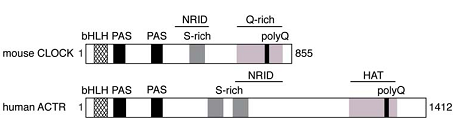 NRID Q-rich
bHLH PAS PAS S-rich polyQ
mouse CLOCK 1 855
NRID HAT
bHLH PAS PAS S-rich polyQ
human ACTR 1 1412